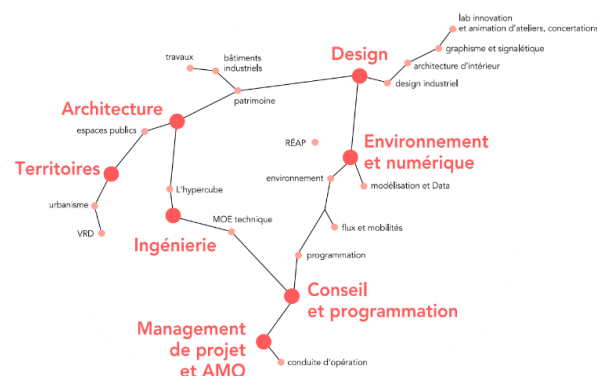 lab innovation
et animation d'ateliers, concertations
graphisme et signalétique
architecture d'intérieur
design industriel
Design
travaux
bâtiments
industriels
patrimoine
Architecture
espaces publics
Territoires
urbanisme
VRD
RÉAP
Environnement
et numérique
environnement
modélisation et Data
L'hypercube
MOE technique
Ingénierie
flux et mobilités
programmation
Conseil
et programmation
Management
de projet
et AMO
conduite d'opération